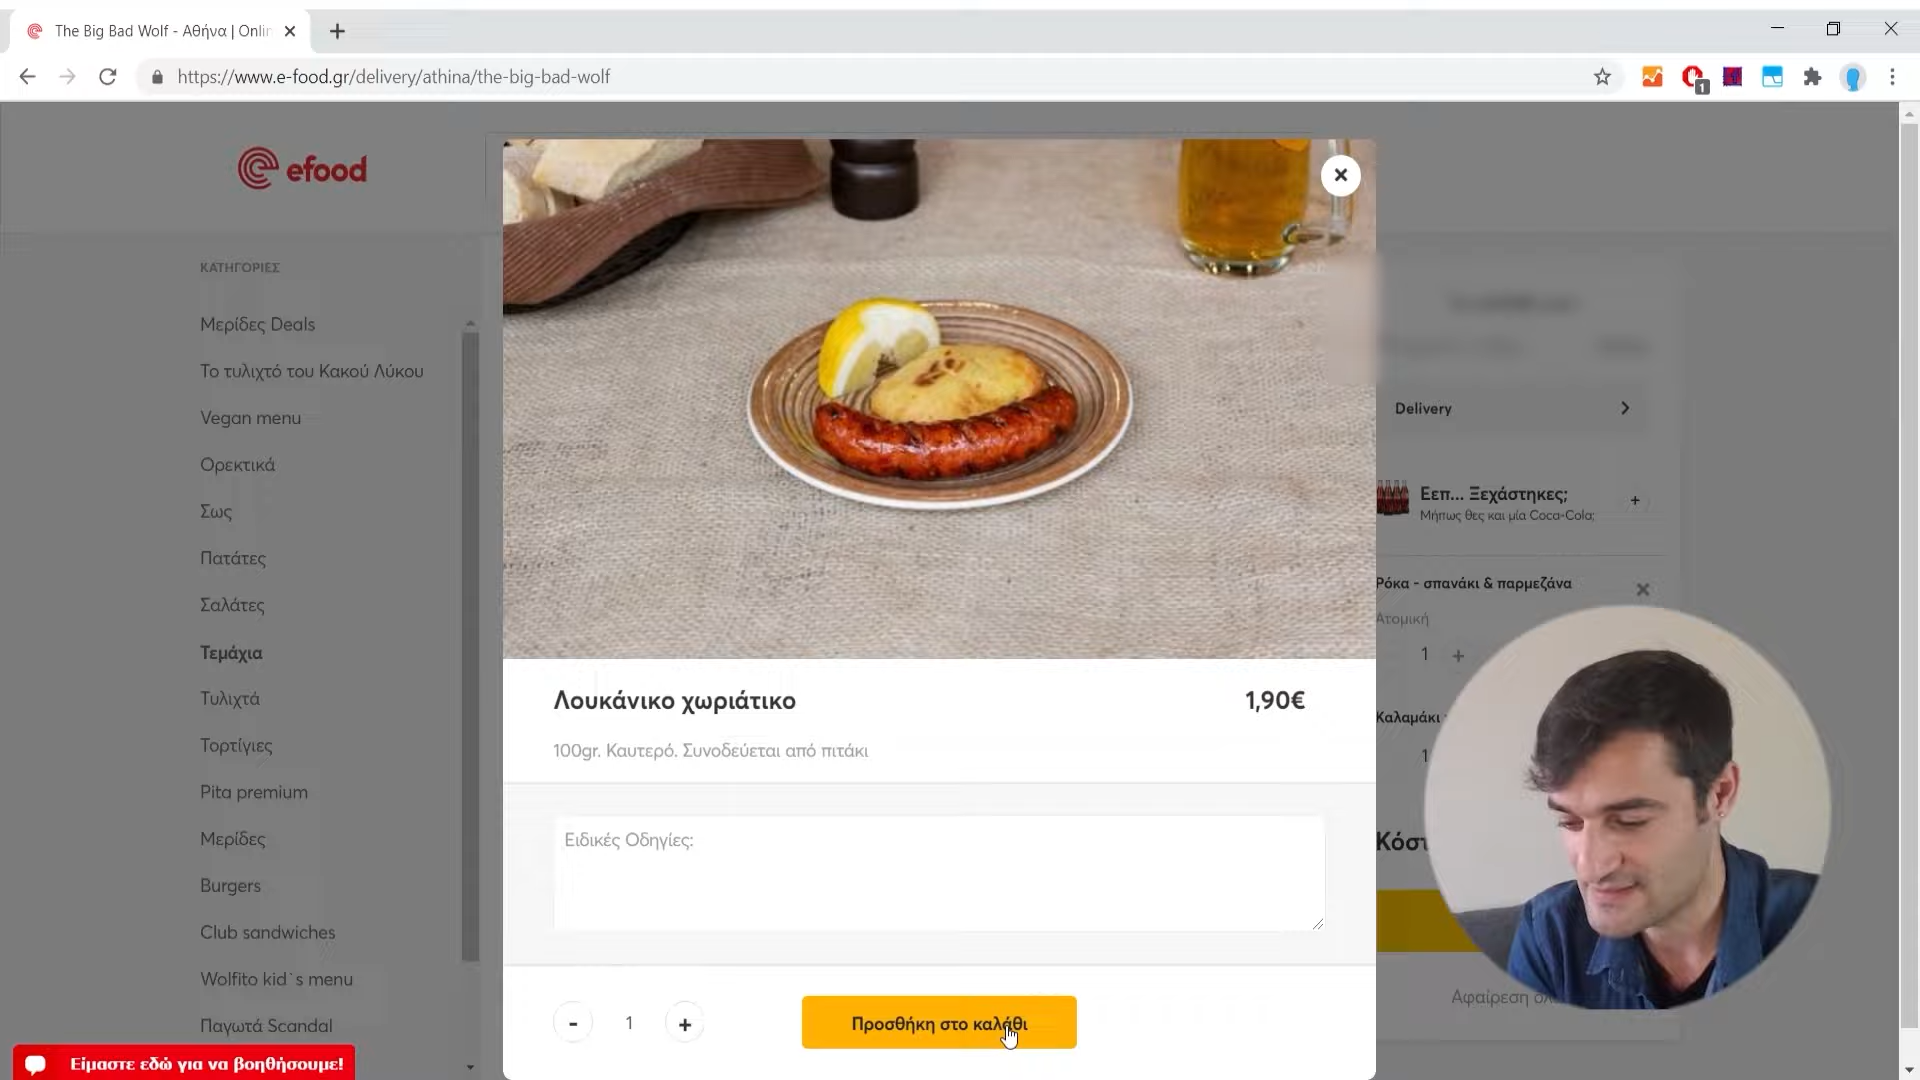 The Big Bad Wolf - Αθήνα | Onlin
https://www.e-food.gr/delivery/athina/the-big-bad-wolf
1
efood
ΚΑΤΗΓΟΡΙΕΣ
Μερίδες Deals
Το τυλιχτό του Κακού Λύκου
Vegan menu
Ορεκτικά
Σως
Πατάτες
Σαλάτες
Τεμάχια
Τυλιχτά
Τορτίγιες
Pita premium
Μερίδες
Burgers
Club sandwiches
Wolfito kid`s menu
Παγωτά Scandal
Είμαστε εδώ για να βοηθήσουμε!
Λουκάνικο χωριάτικο
1,90€
100gr. Καυτερό. Συνοδεύεται από πιτάκι
Ειδικές Οδηγίες:
- 1 +
Προσθήκη στο καλάθι
Delivery
Εεπ... Ξεχάστηκες;
Μήπως θες και μία Coca-Cola;
+
Ρόκα - σπανάκι & παρμεζάνα
Ατομική
1 +
Καλαμάκι
1
Αφαίρεση